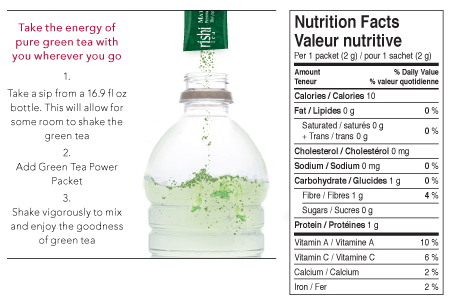 Take the energy of
pure green tea with
you wherever you go
1.
Take a sip from a 16.9 fl oz
bottle. This will allow for
some room to shake the
green tea
2.
Add Green Tea Power
Packet
3.
Shake vigorously to mix
and enjoy the goodness
of green tea
rishi
tea
Nutrition Facts
Valeur nutritive
Per 1 packet (2 g) / pour 1 sachet (2 g)
Amount % Daily Value
Teneur % valeur quotidienne
Calories / Calories 10
Fat / Lipides 0 g 0 %
Saturated / saturés 0 g
+ Trans / trans 0 g 0 %
Cholesterol / Cholestérol 0 mg
Sodium / Sodium 0 mg 0 %
Carbohydrate / Glucides 1 g 0 %
Fibre / Fibres 1 g 4 %
Sugars / Sucres 0 g
Protein / Protéines 1 g
Vitamin A / Vitamine A 10 %
Vitamin C / Vitamine C 6 %
Calcium / Calcium 2 %
Iron / Fer 2 %